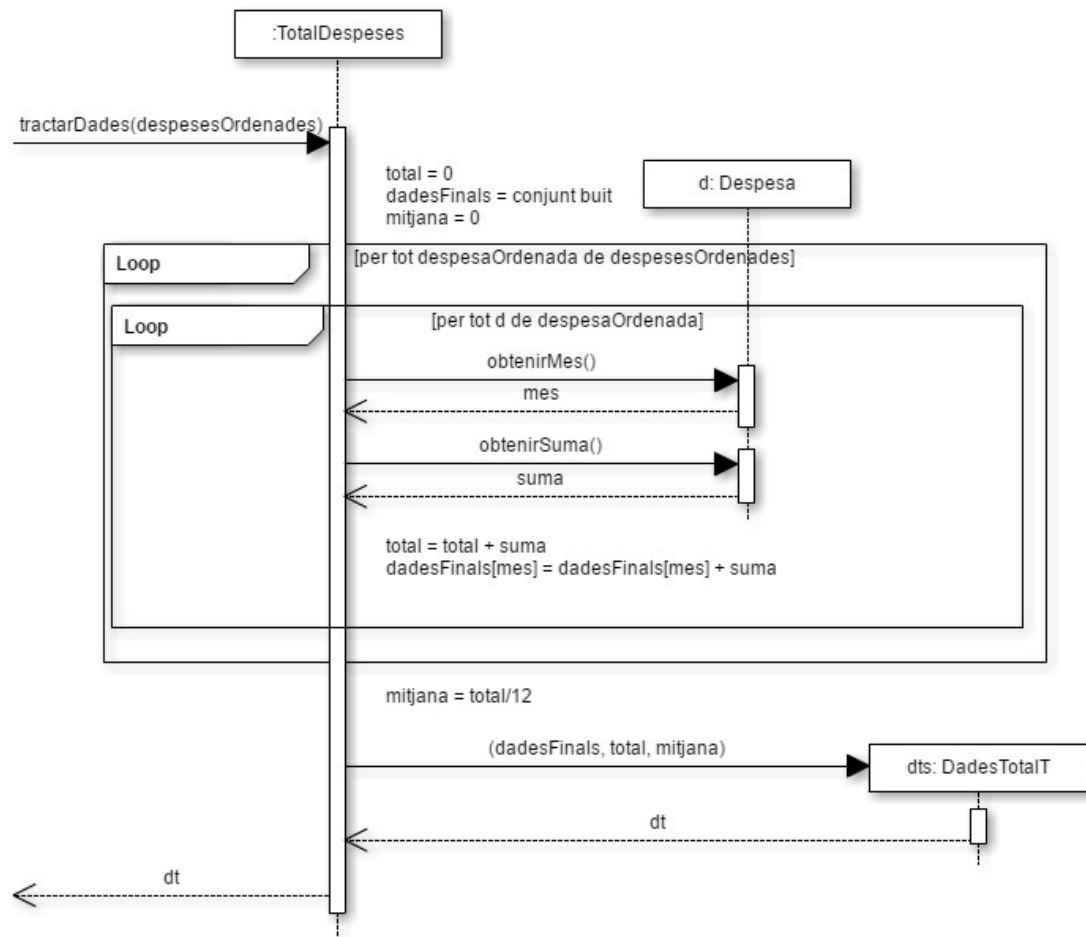 :TotalDespeses
tractarDades(despesesOrdenades)
total = 0
dadesFinals = conjunt buit
mitjana = 0
d: Despesa
Loop
[per tot despesaOrdenada de despesesOrdenades]
Loop
[per tot d de despesaOrdenada]
obtenirMes()
mes
obtenirSuma()
suma
total = total + suma
dadesFinals[mes] = dadesFinals[mes] + suma
mitjana = total/12
(dadesFinals, total, mitjana)
dts: DadesTotalT
dt
dt